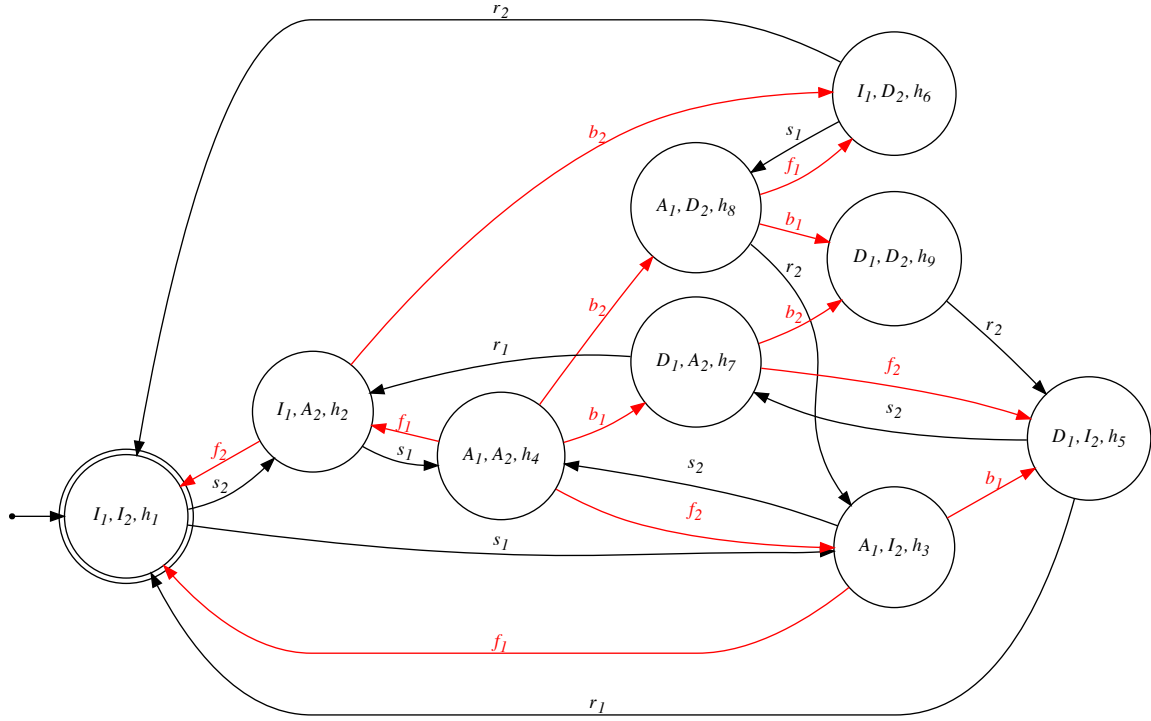 r₂
I₁, D₂, h₆
s₁
b₂
f₁
A₁, D₂, h₈
b₁
D₁, D₂, h₉
r₂
b₂
b₂
r₂
r₁
D₁, A₂, h₇
f₂
I₁, A₂, h₂
s₂
b₁
f₁
D₁, I₂, h₅
f₂
s₁
A₁, A₂, h₄
s₂
b₁
s₂
f₂
I₁, I₂, h₁
s₁
A₁, I₂, h₃
f₁
r₁